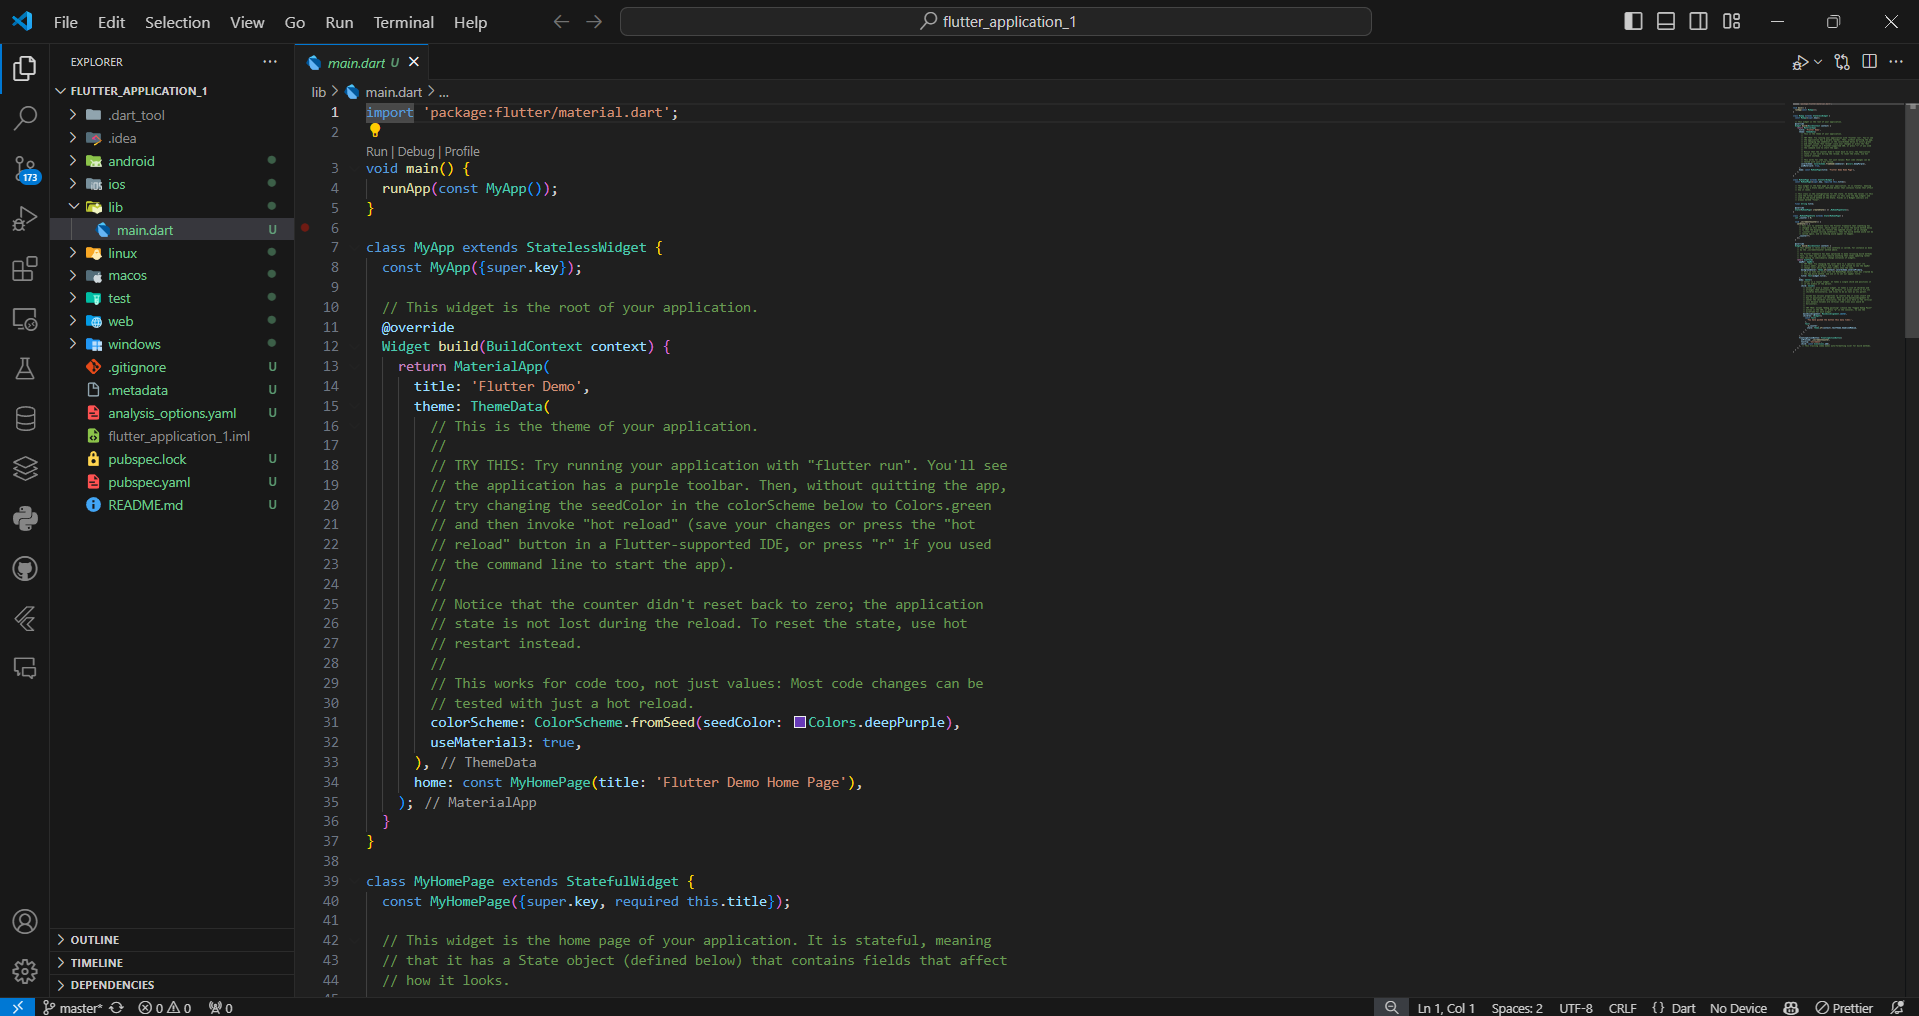 File Edit Selection View Go Run Terminal Help
flutter_application_1
EXPLORER
FLUTTER_APPLICATION_1
.dart_tool
.idea
android
ios
lib
main.dart U
linux
macos
test
web
windows
.gitignore U
.metadata U
analysis_options.yaml U
flutter_application_1.iml
pubspec.lock U
pubspec.yaml U
README.md U
OUTLINE
TIMELINE
DEPENDENCIES
173
main.dart U
lib > main.dart > ...
1 import 'package:flutter/material.dart';
2
Run | Debug | Profile
3 void main() {
4 runApp(const MyApp());
5 }
6
7 class MyApp extends StatelessWidget {
8 const MyApp({super.key});
9
10 // This widget is the root of your application.
11 @override
12 Widget build(BuildContext context) {
13 return MaterialApp(
14 title: 'Flutter Demo',
15 theme: ThemeData(
16 // This is the theme of your application.
17 //
18 // TRY THIS: Try running your application with "flutter run". You'll see
19 // the application has a purple toolbar. Then, without quitting the app,
20 // try changing the seedColor in the colorScheme below to Colors.green
21 // and then invoke "hot reload" (save your changes or press the "hot
22 // reload" button in a Flutter-supported IDE, or press "r" if you used
23 // the command line to start the app).
24 //
25 // Notice that the counter didn't reset back to zero; the application
26 // state is not lost during the reload. To reset the state, use hot
27 // restart instead.
28 //
29 // This works for code too, not just values: Most code changes can be
30 // tested with just a hot reload.
31 colorScheme: ColorScheme.fromSeed(seedColor: Colors.deepPurple),
32 useMaterial3: true,
33 ), // ThemeData
34 home: const MyHomePage(title: 'Flutter Demo Home Page'),
35 ); // MaterialApp
36 }
37 }
38
39 class MyHomePage extends StatefulWidget {
40 const MyHomePage({super.key, required this.title});
41
42 // This widget is the home page of your application. It is stateful, meaning
43 // that it has a State object (defined below) that contains fields that affect
44 // how it looks.
master* 0 0 0 Ln 1, Col 1 Spaces: 2 UTF-8 CRLF {} Dart No Device Prettier